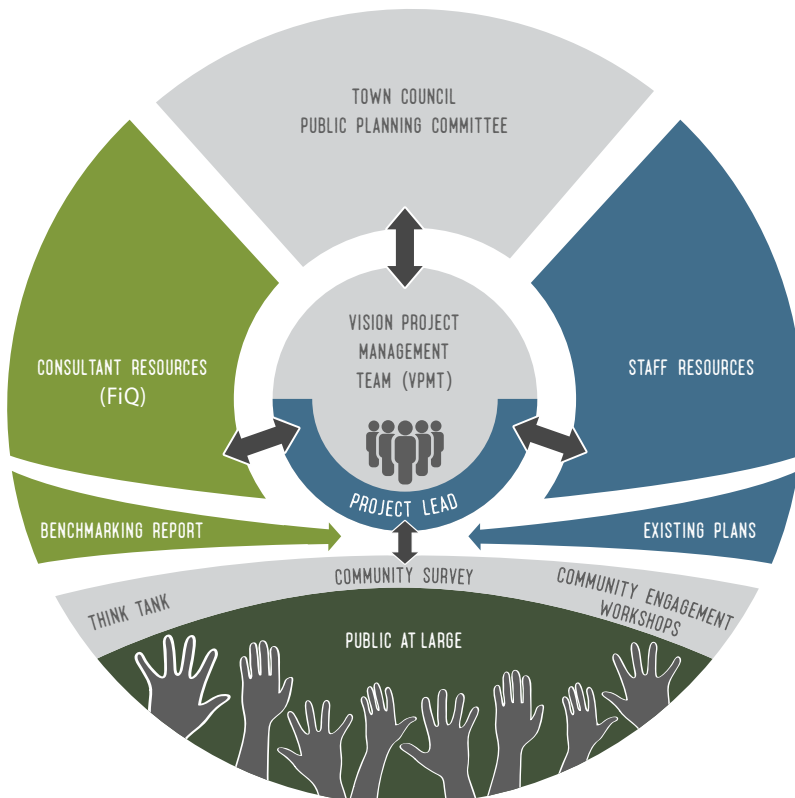 TOWN COUNCIL
PUBLIC PLANNING COMMITTEE
VISION PROJECT
MANAGEMENT
TEAM (VPMT)
CONSULTANT RESOURCES
(FiQ)
STAFF RESOURCES
PROJECT LEAD
BENCHMARKING REPORT
EXISTING PLANS
THINK TANK
COMMUNITY SURVEY
COMMUNITY ENGAGEMENT
WORKSHOPS
PUBLIC AT LARGE